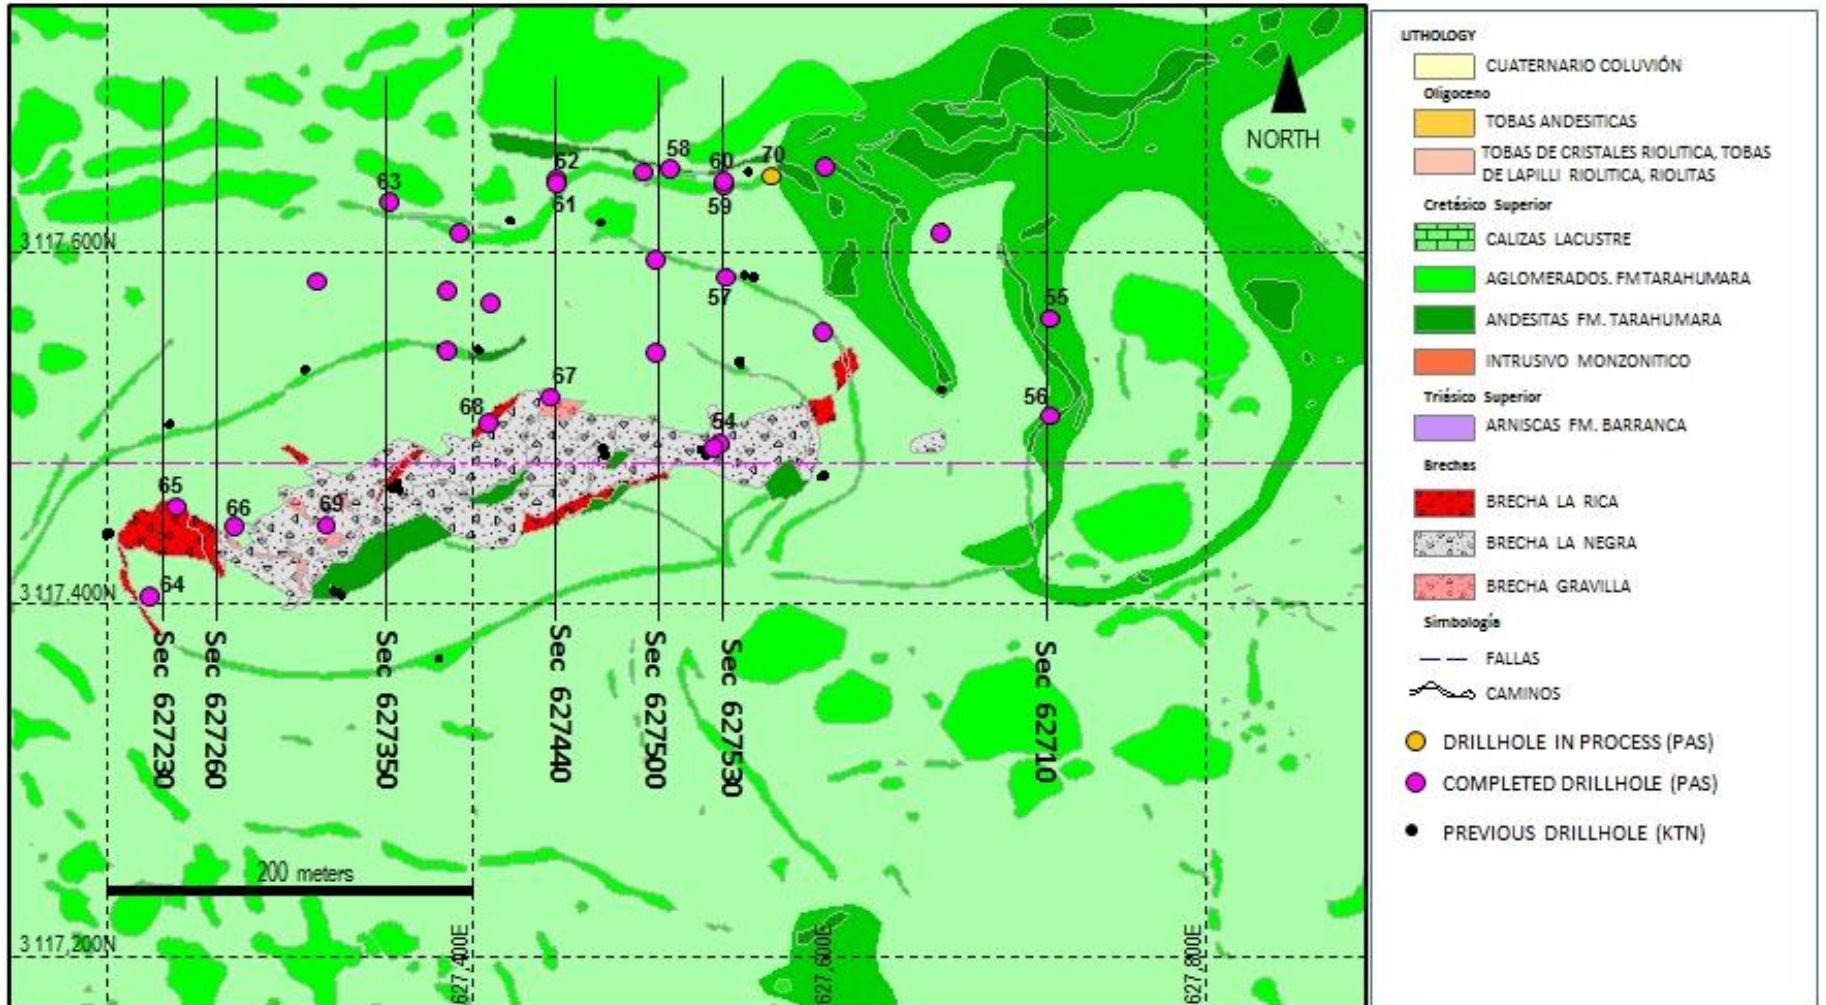 58
62
60
70
63
61
59
NORTH
3 117,600N
57
55
67
68
54
56
65
66
69
64
3 117,400N
Sec 627230
Sec 627260
Sec 627350
Sec 627440
Sec 627500
Sec 627530
Sec 62710
200 meters
3 117,200N
627,400E
627,600E
627,800E
LITHOLOGY
CUATERNARIO COLUVIÓN
Oligoceno
TOBAS ANDESITICAS
TOBAS DE CRISTALES RIOLITICA, TOBAS
DE LAPILLI RIOLITICA, RIOLITAS
Cretásico Superior
CALIZAS LACUSTRE
AGLOMERADOS. FM TARAHUMARA
ANDESITAS FM. TARAHUMARA
INTRUSIVO MONZONITICO
Triásico Superior
ARNISCAS FM. BARRANCA
Brechas
BRECHA LA RICA
BRECHA LA NEGRA
BRECHA GRAVILLA
Simbología
FALLAS
CAMINOS
DRILLHOLE IN PROCESS (PAS)
COMPLETED DRILLHOLE (PAS)
PREVIOUS DRILLHOLE (KTN)